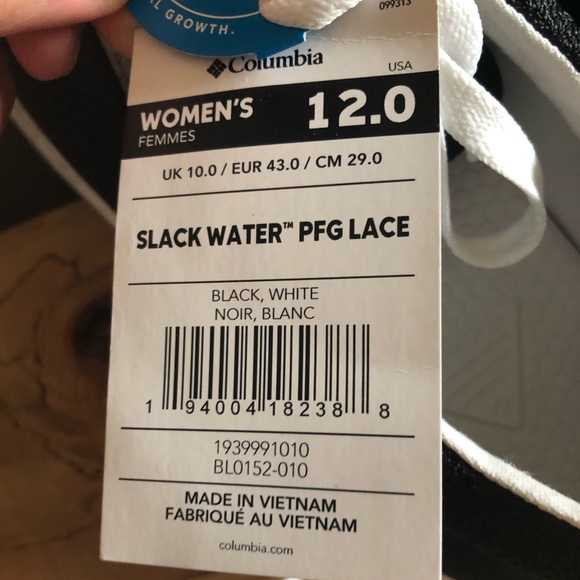 L GROWTH.
099313
Columbia
USA
WOMEN'S 12.0
FEMMES
UK 10.0 / EUR 43.0 / CM 29.0
SLACK WATER™ PFG LACE
BLACK, WHITE
NOIR, BLANC
1 94004 18238 8
1939991010
BL0152-010
MADE IN VIETNAM
FABRIQUÉ AU VIETNAM
columbia.com